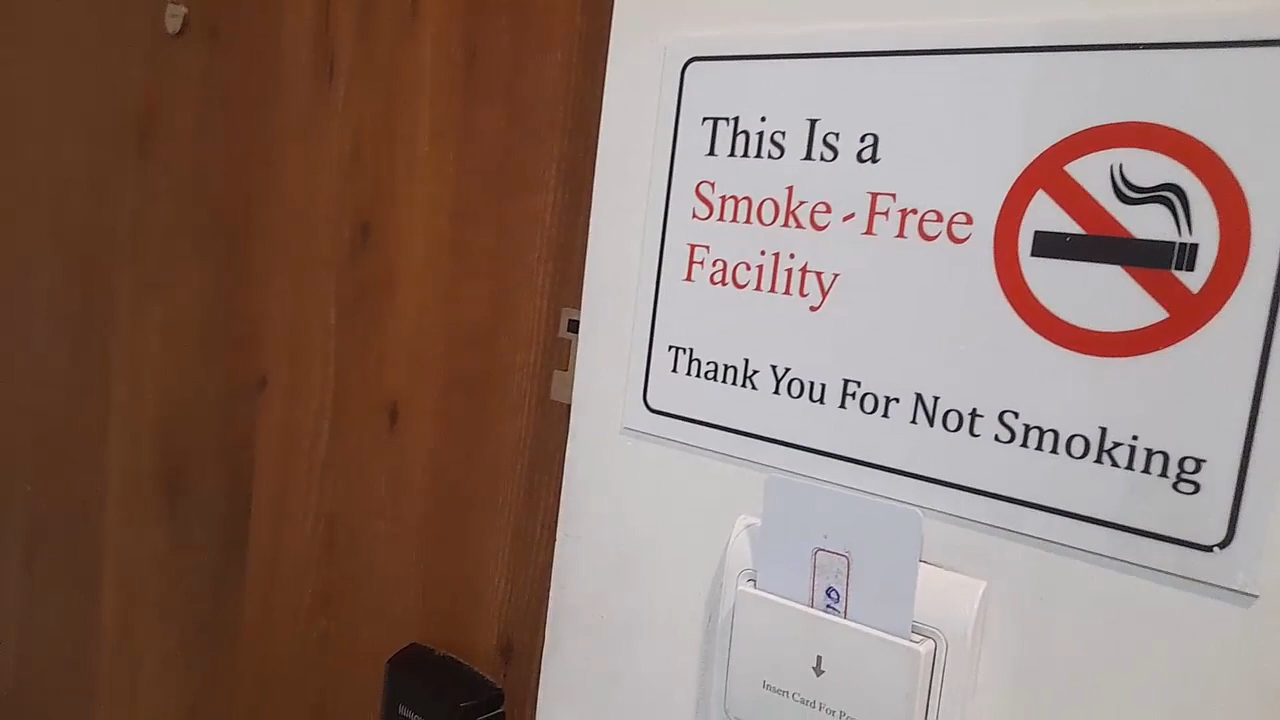 This Is a
Smoke-Free
Facility
Thank You For Not Smoking
Insert Card For